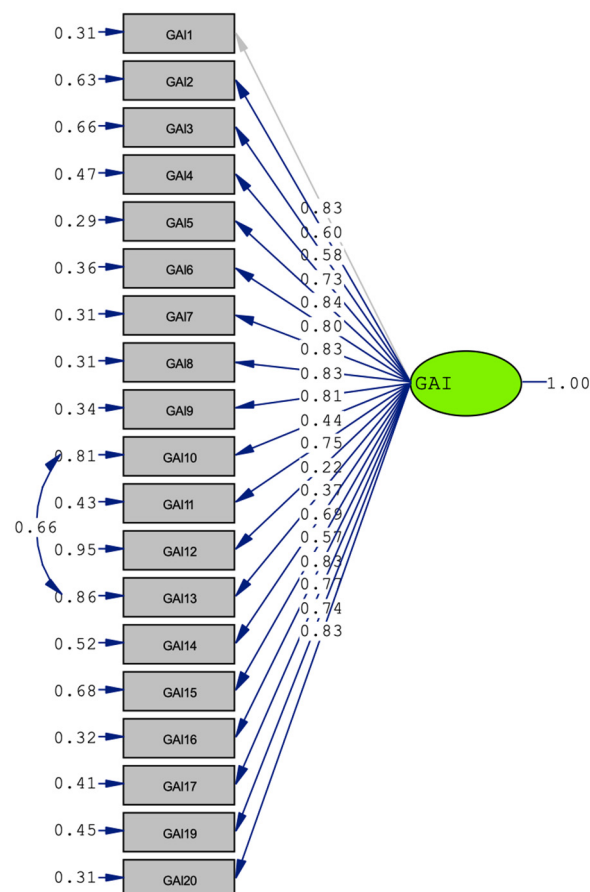 0.31 GAI1
0.63 GAI2
0.66 GAI3
0.47 GAI4
0.29 GAI5
0.36 GAI6
0.31 GAI7
0.31 GAI8
0.34 GAI9
0.81 GAI10
0.43 GAI11
0.95 GAI12
0.86 GAI13
0.52 GAI14
0.68 GAI15
0.32 GAI16
0.41 GAI17
0.45 GAI19
0.31 GAI20
0.66
0.83
0.60
0.58
0.73
0.84
0.80
0.83
0.83
0.81
0.44
0.75
0.22
0.37
0.69
0.57
0.83
0.77
0.74
0.83
GAI 1.00